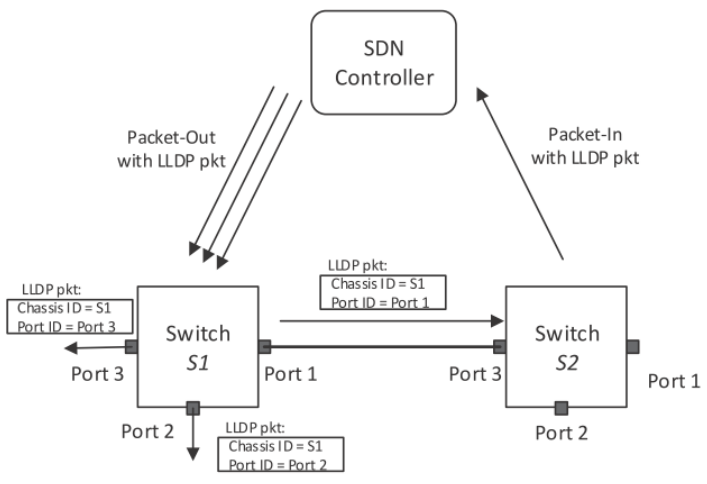 SDN
Controller
Packet-Out
with LLDP pkt
Packet-In
with LLDP pkt
LLDP pkt:
Chassis ID = S1
Port ID = Port 1
LLDP pkt:
Chassis ID = S1
Port ID = Port 3
Switch
S1
Switch
S2
Port 3
Port 1
Port 3
Port 1
Port 2
LLDP pkt:
Chassis ID = S1
Port ID = Port 2
Port 2